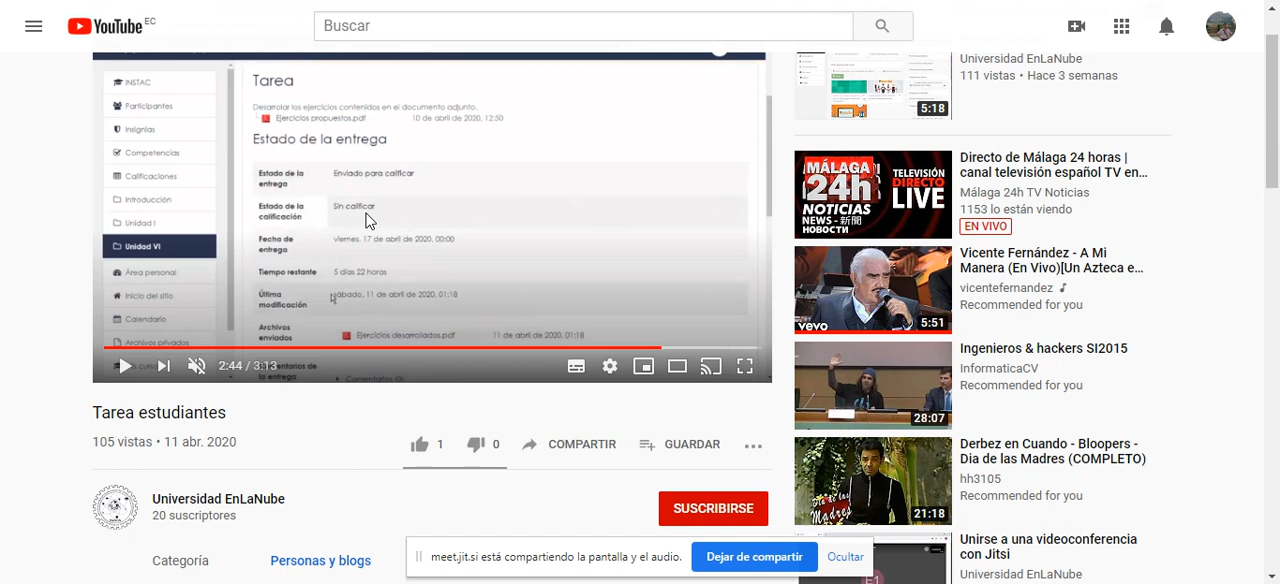 YouTube EC
Buscar
INSTAC
Participantes
Insignias
Competencias
Calificaciones
Introducción
Unidad I
Unidad VI
Área personal
Inicio del sitio
Calendario
Archivos privados
Tarea
Desarrolar los ejercicios contenidos en el documento adjunto.
Ejercicios propuestos.pdf 10 de abril de 2020, 12:50
Estado de la entrega
Estado de la
entrega
Enviado para calificar
Estado de la
calificación
Sin calificar
Fecha de
entrega
viernes, 17 de abril de 2020, 00:00
Tiempo restante
5 días 22 horas
Última
modificación
sábado, 11 de abril de 2020, 01:18
Archivos
enviados
Ejercicios desarrollados.pdf 11 de abril de 2020, 01:18
la entrega
2:44 / 3:13
Tarea estudiantes
105 vistas • 11 abr. 2020
1
0
COMPARTIR
GUARDAR
Universidad EnLaNube
20 suscriptores
SUSCRIBIRSE
Categoría
Personas y blogs
meet.jit.si está compartiendo la pantalla y el audio.
Dejar de compartir
Ocultar
5:18
Universidad EnLaNube
111 vistas • Hace 3 semanas
MÁLAGA
24h
NOTICIAS
NEWS - 新聞
НОВОСТИ
TELEVISIÓN
DIRECTO
LIVE
Directo de Málaga 24 horas |
canal televisión español TV en...
Málaga 24h TV Noticias
1153 lo están viendo
EN VIVO
vevo
5:51
Vicente Fernández - A Mi
Manera (En Vivo)[Un Azteca e...
vicentefernandez
Recommended for you
28:07
Ingenieros & hackers SI2015
InformaticaCV
Recommended for you
Día de las
Madres
21:18
Derbez en Cuando - Bloopers -
Dia de las Madres (COMPLETO)
hh3105
Recommended for you
Unirse a una videoconferencia
con Jitsi
Universidad EnLaNube